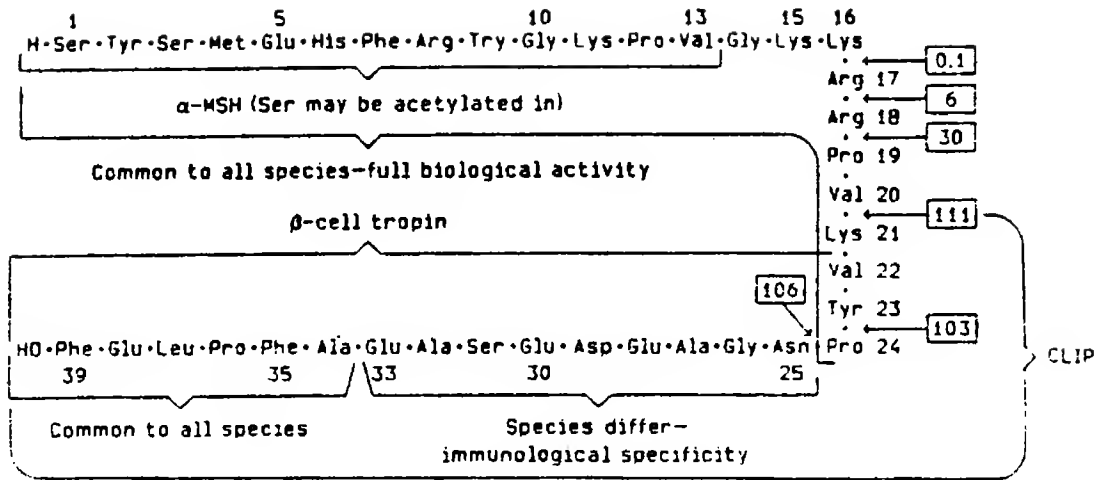 1 5 10 13 15 16
H·Ser·Tyr·Ser·Met·Glu·His·Phe·Arg·Try·Gly·Lys·Pro·Val·Gly·Lys·Lys
0.1
Arg 17
α-MSH (Ser may be acetylated in)
6
Arg 18
30
Pro 19
Common to all species-full biological activity
Val 20
111
β-cell tropin
Lys 21
Val 22
106
Tyr 23
103
HO·Phe·Glu·Leu·Pro·Phe·Ala·Glu·Ala·Ser·Glu·Asp·Glu·Ala·Gly·Asn·Pro 24
CLIP
39 35 33 30 25
Common to all species
Species differ-
immunological specificity